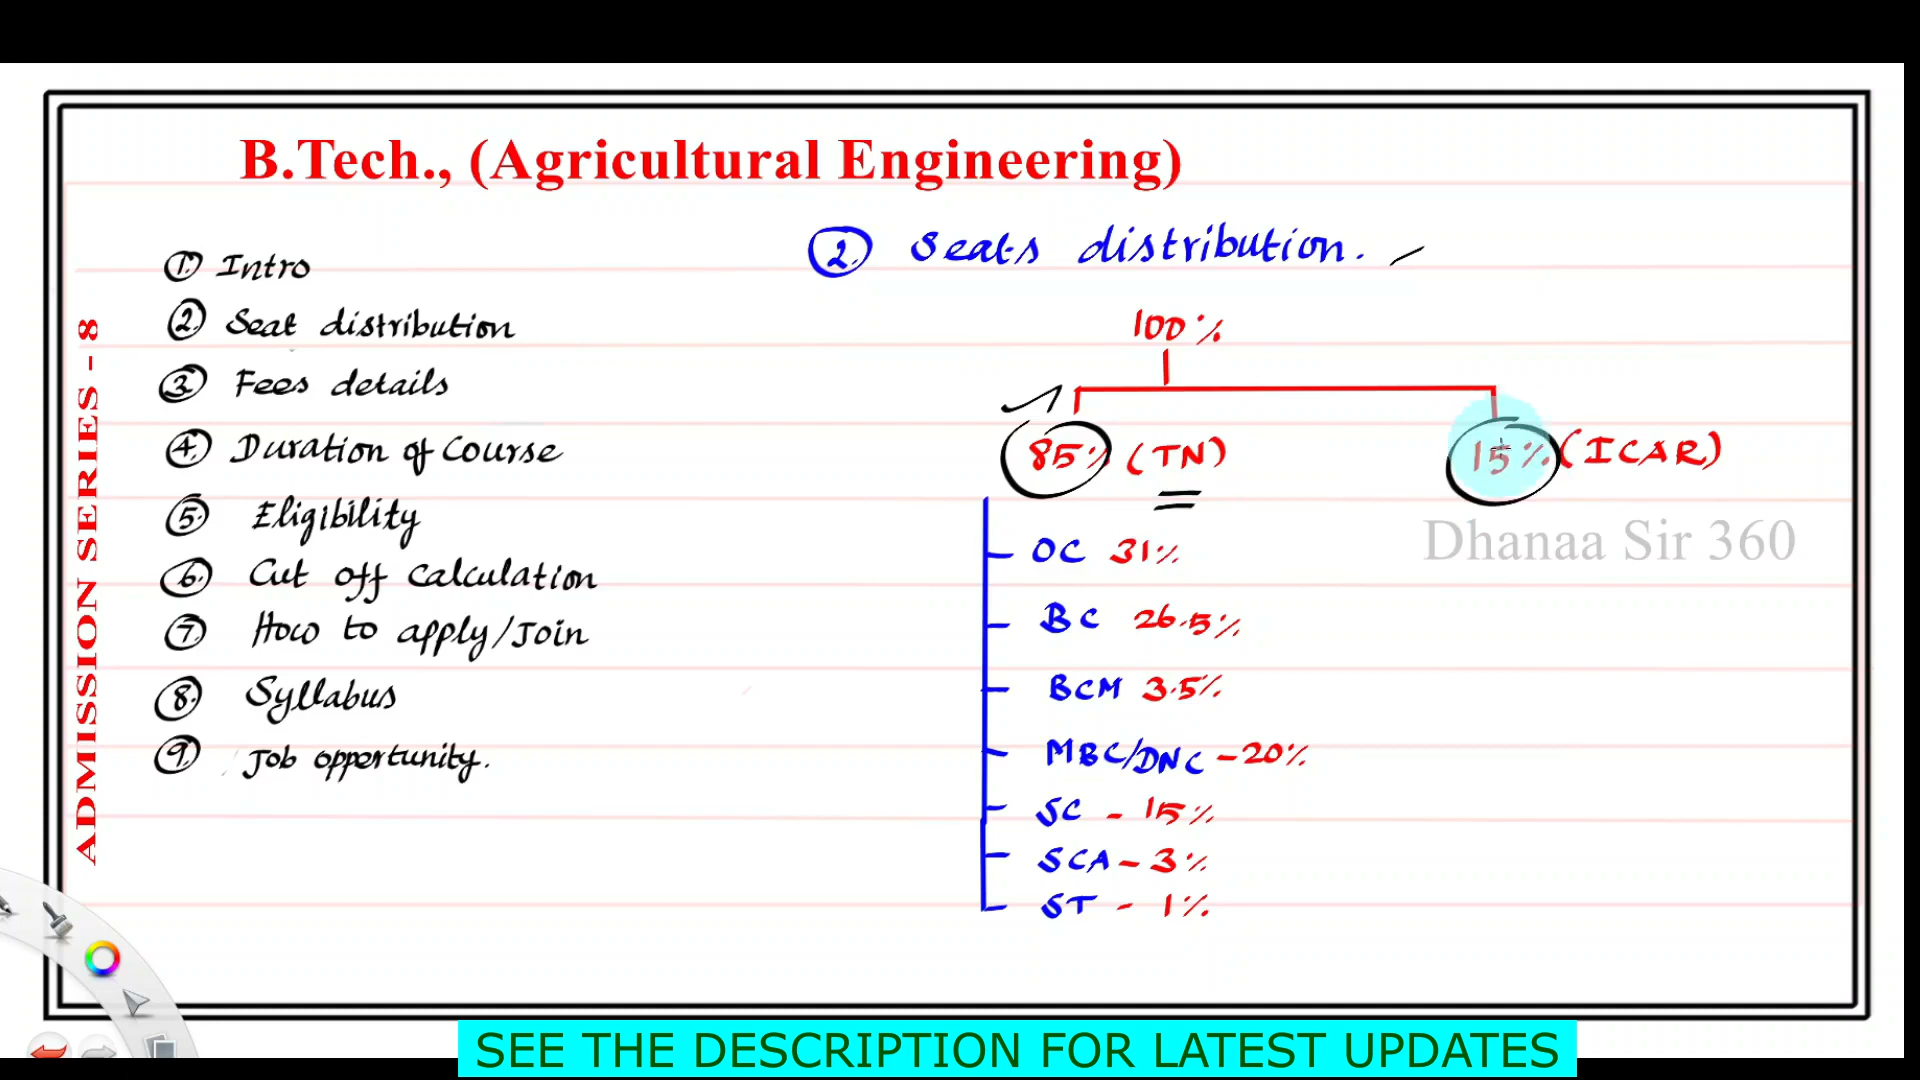 B.Tech., (Agricultural Engineering)
ADMISSION SERIES - 8
1. Intro
2. Seat distribution
3. Fees details
4. Duration of Course
5. Eligibility
6. Cut off calculation
7. How to apply/Join
8. Syllabus
9. Job opportunity.
2. Seats distribution.
100%
85% (TN)
15% (ICAR)
Dhanaa Sir 360
OC 31%
BC 26.5%
BCM 3.5%
MBC/DNC - 20%
SC - 15%
SCA - 3%
ST - 1%
SEE THE DESCRIPTION FOR LATEST UPDATES